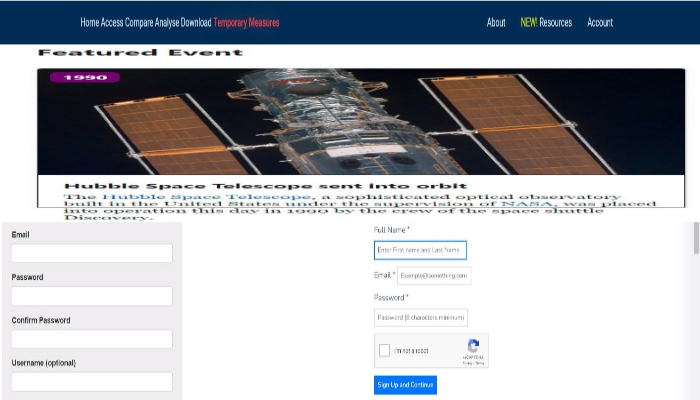 Home Access Compare Analyse Download Temporary Measures About NEW! Resources Account
Featured Event
1990
Hubble Space Telescope sent into orbit
The Hubble Space Telescope, a sophisticated optical observatory
built in the United States under the supervision of NASA, was placed
into operation this day in 1990 by the crew of the space shuttle
Discovery.
Email
Password
Confirm Password
Username (optional)
Full Name *
Enter First name and Last Name
Email * Example@something.com
Password *
Password (8 characters minimum)
I'm not a robot
reCAPTCHA
Privacy - Terms
Sign Up and Continue